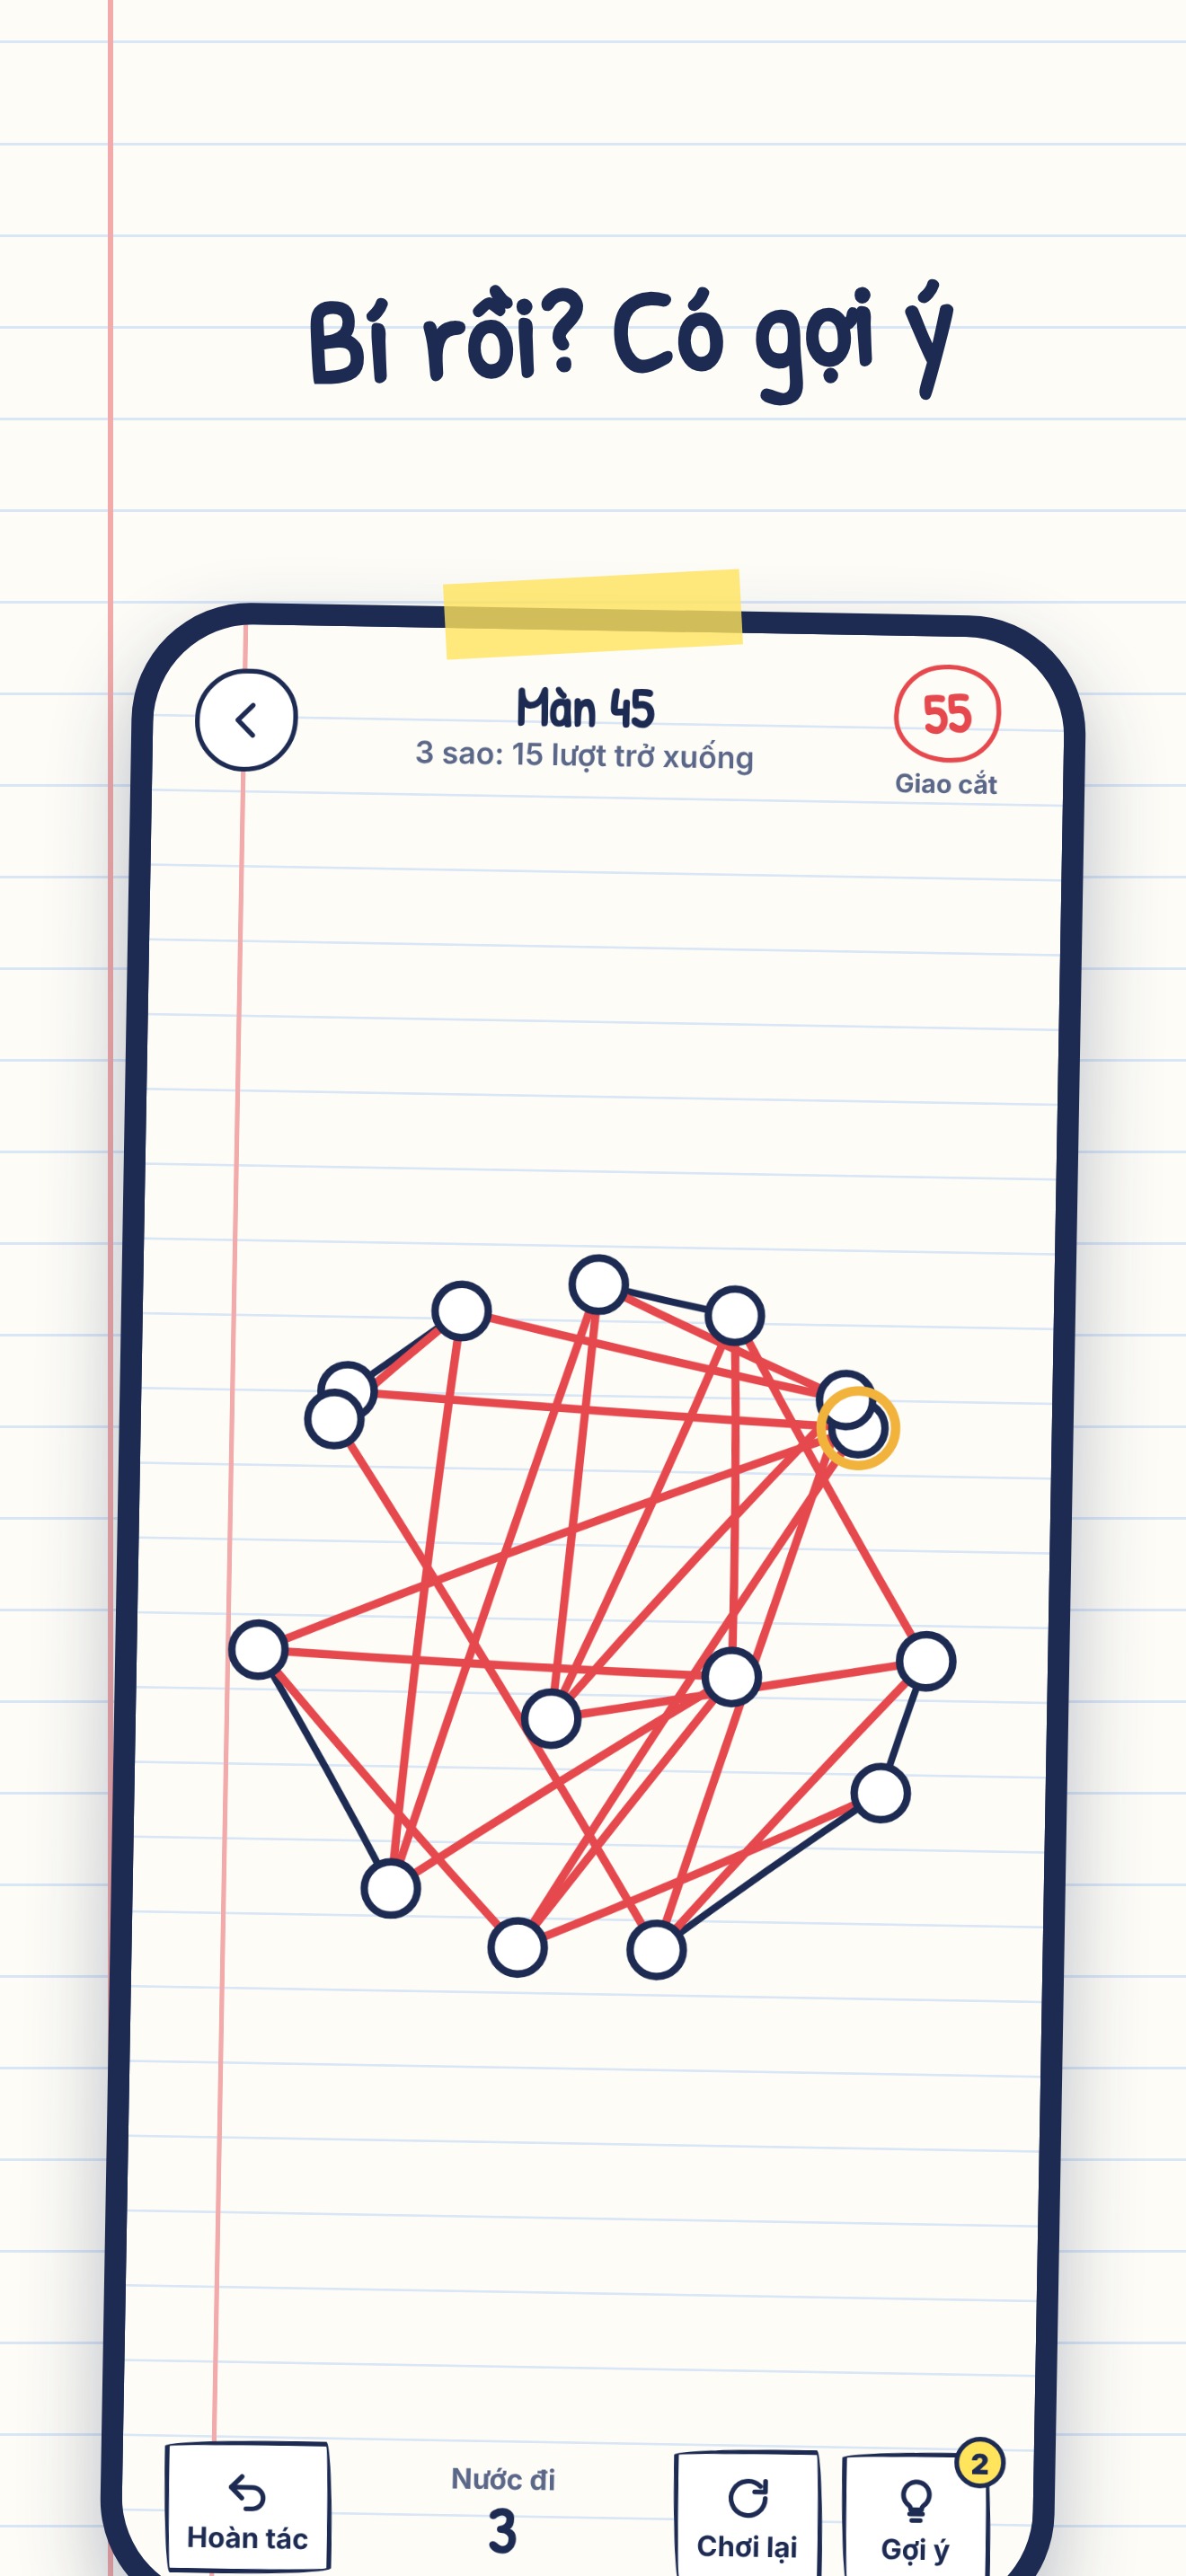 Bí rồi? Có gợi ý
Màn 45
3 sao: 15 lượt trở xuống
55
Giao cắt
Hoàn tác
Nước đi
3
Chơi lại
2
Gợi ý